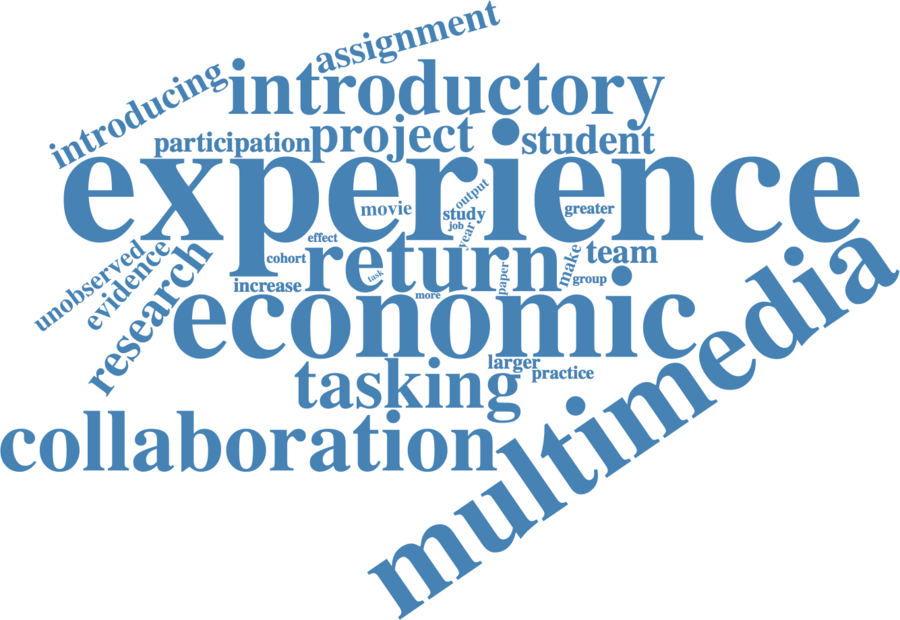 assignment
introducing
introductory
participation
project
student
experience
output
movie
study
greater
job
year
effect
unobserved
evidence
research
cohort
return
make
team
task
paper
group
increase
more
economic
multimedia
larger
tasking
practice
collaboration